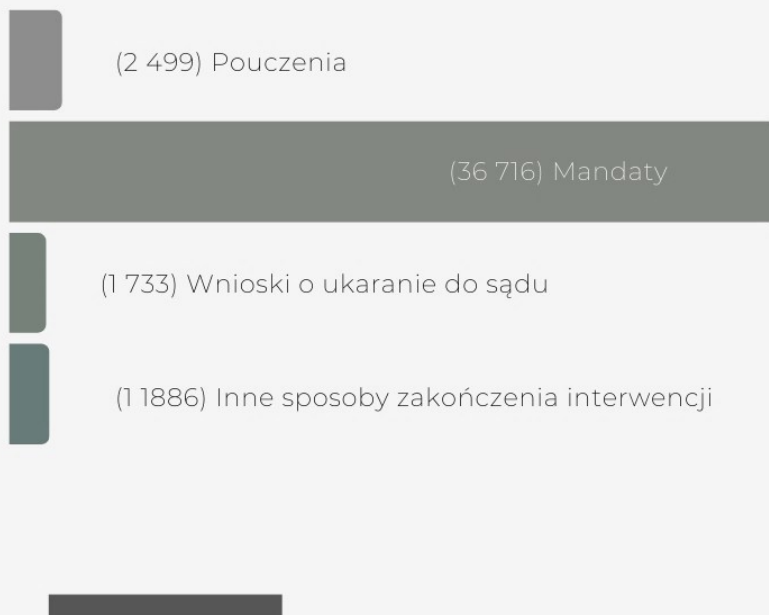 (2 499) Pouczenia
(36 716) Mandaty
(1 733) Wnioski o ukaranie do sądu
(1 1886) Inne sposoby zakończenia interwencji